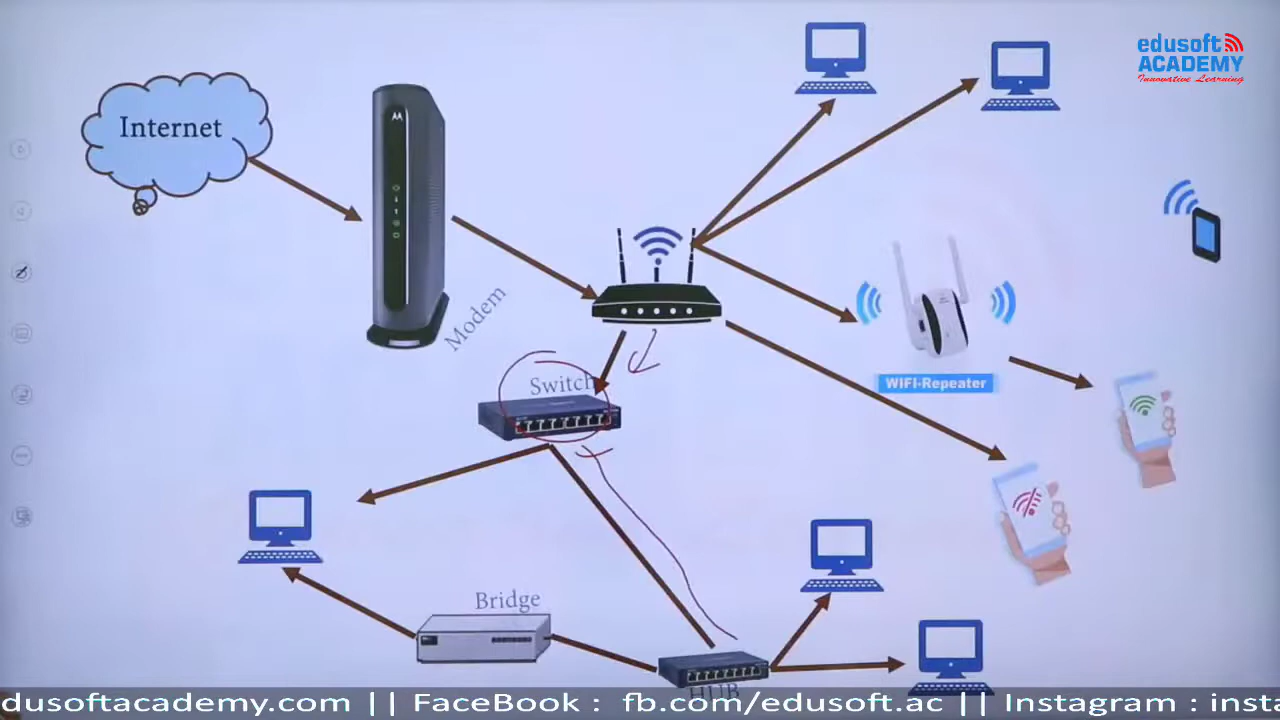 edusoft
ACADEMY
Innovative Learning
Internet
Modem
Switch
WIFI-Repeater
Bridge
HUB
dusoftacademy.com || FaceBook : fb.com/edusoft.ac || Instagram : insta